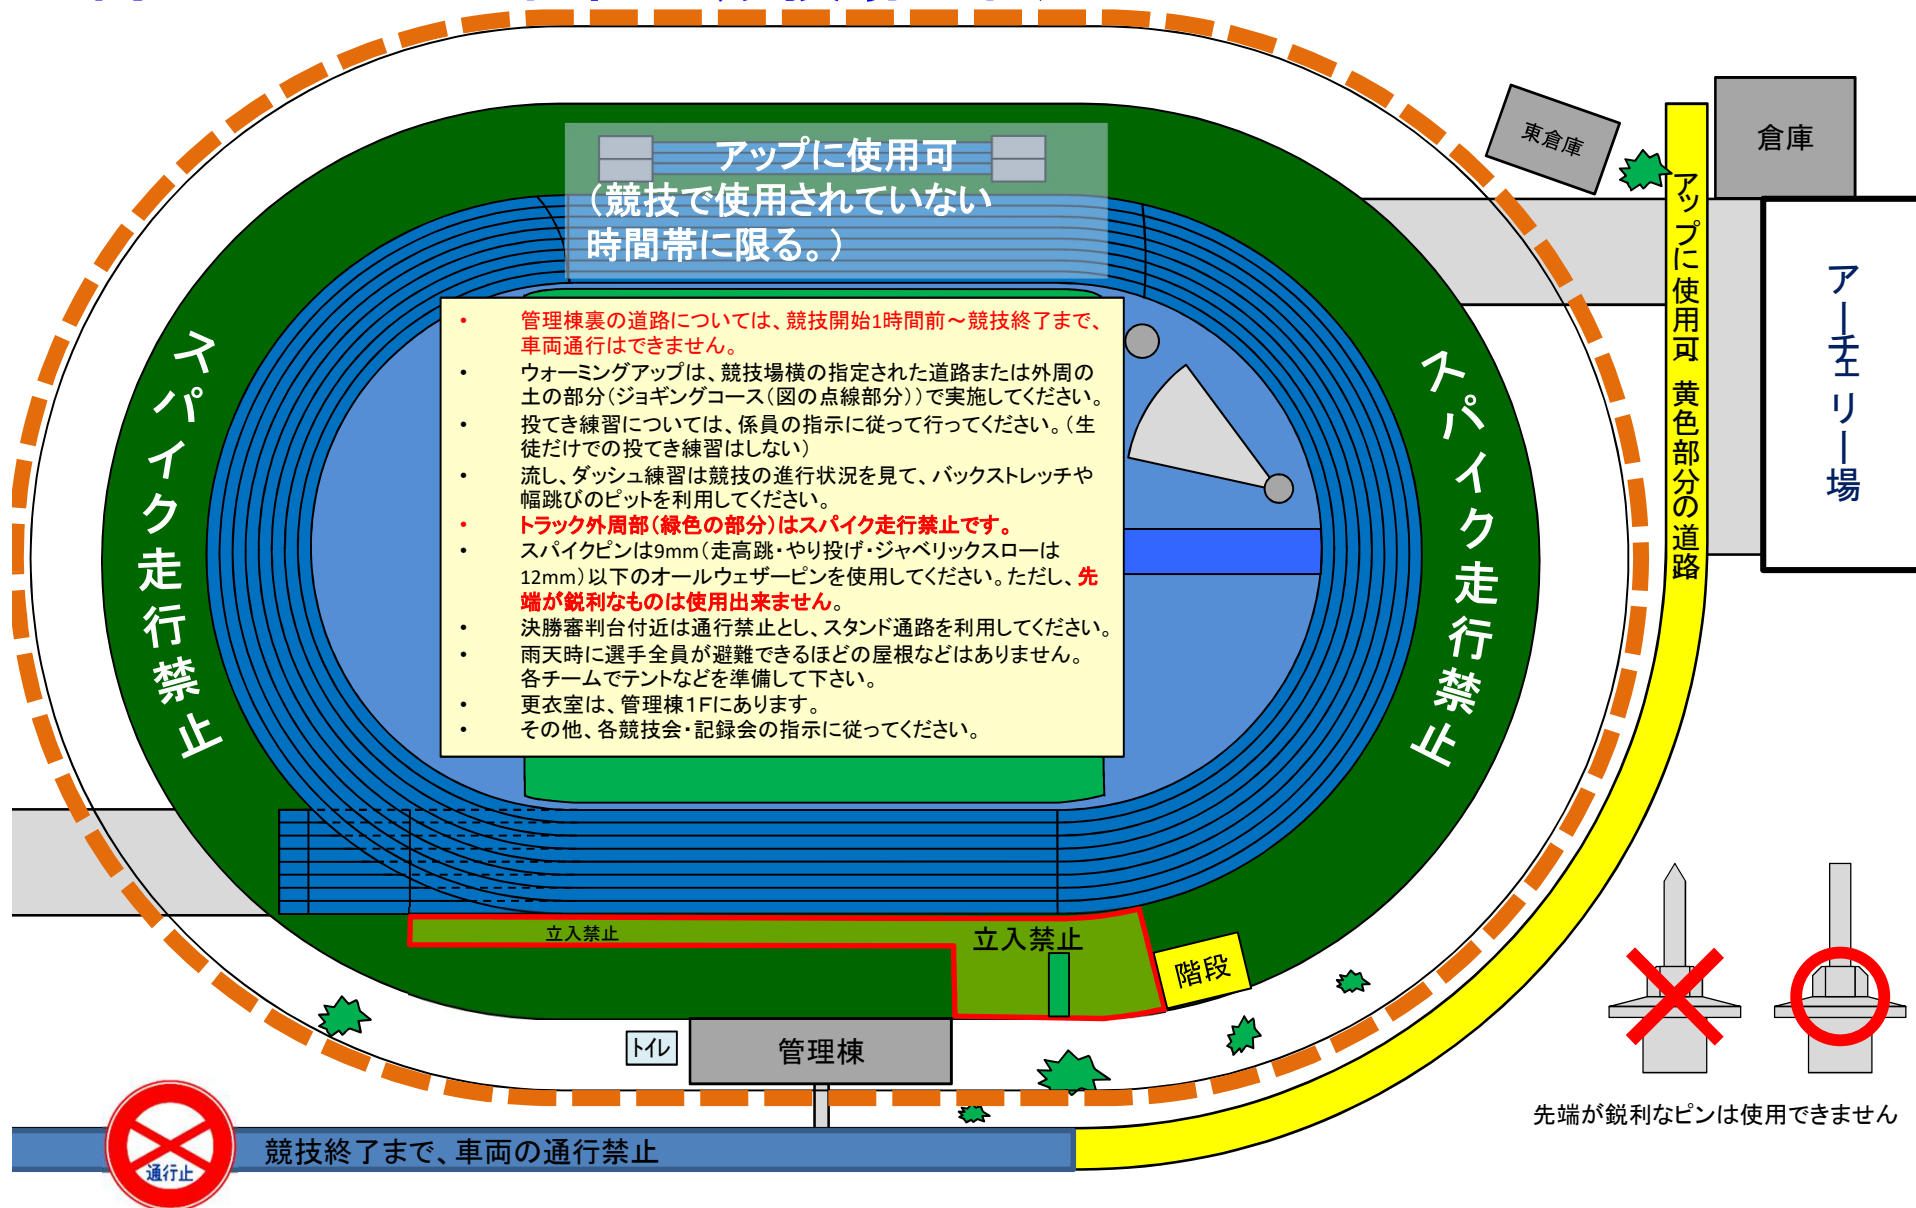 アップに使用可
(競技で使用されていない
時間帯に限る。)
東倉庫
倉庫
アップに使用可 黄色部分の道路
アーチェリー場
スパイク走行禁止
スパイク走行禁止
• 管理棟裏の道路については、競技開始1時間前~競技終了まで、
車両通行はできません。
• ウォーミングアップは、競技場横の指定された道路または外周の
土の部分(ジョギングコース(図の点線部分))で実施してください。
• 投てき練習については、係員の指示に従って行ってください。(生
徒だけでの投てき練習はしない)
• 流し、ダッシュ練習は競技の進行状況を見て、バックストレッチや
幅跳びのピットを利用してください。
• トラック外周部(緑色の部分)はスパイク走行禁止です。
• スパイクピンは9mm(走高跳・やり投げ・ジャベリックスローは
12mm)以下のオールウェザーピンを使用してください。ただし、先
端が鋭利なものは使用出来ません。
• 決勝審判台付近は通行禁止とし、スタンド通路を利用してください。
• 雨天時に選手全員が避難できるほどの屋根などはありません。
各チームでテントなどを準備して下さい。
• 更衣室は、管理棟1Fにあります。
• その他、各競技会・記録会の指示に従ってください。
立入禁止
立入禁止
階段
トイレ
管理棟
先端が鋭利なピンは使用できません
通行止
競技終了まで、車両の通行禁止